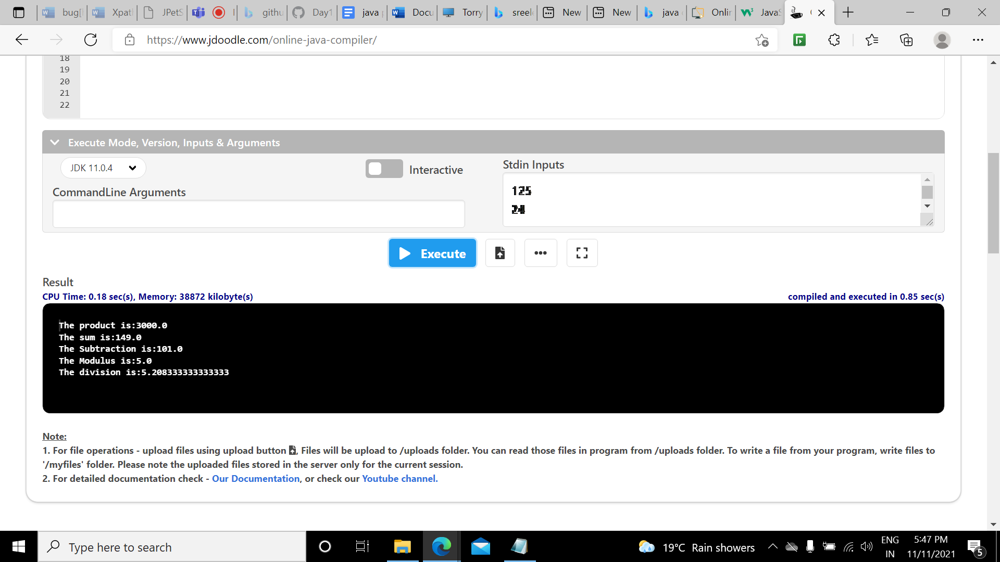 bug[
Xpat
JPetS
githu
Day1
java
Docu
Torry
sreele
New
New
java
Onlin
JavaS
https://www.jdoodle.com/online-java-compiler/
18
19
20
21
22
Execute Mode, Version, Inputs & Arguments
JDK 11.0.4
Interactive
Stdin Inputs
CommandLine Arguments
125
24
Execute
Result
CPU Time: 0.18 sec(s), Memory: 38872 kilobyte(s)
compiled and executed in 0.85 sec(s)
The product is:3000.0
The sum is:149.0
The Subtraction is:101.0
The Modulus is:5.0
The division is:5.208333333333333
Note:
1. For file operations - upload files using upload button , Files will be upload to /uploads folder. You can read those files in program from /uploads folder. To write a file from your program, write files to
'/myfiles' folder. Please note the uploaded files stored in the server only for the current session.
2. For detailed documentation check - Our Documentation, or check our Youtube channel.
Type here to search
19°C Rain showers
ENG
IN
5:47 PM
11/11/2021
5